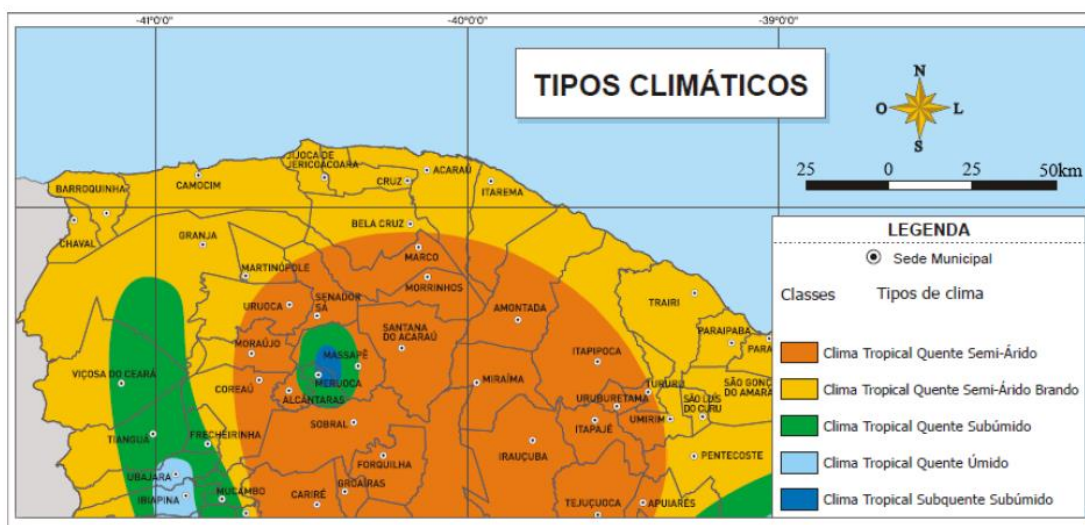 -41°0'0"
-40°0'0"
-39°0'0"
TIPOS CLIMÁTICOS
N
O
L
S
25
0
25
50km
JIJOCA DE
JERICOACOARA
ACARAÚ
CRUZ
ITAREMA
CAMOCIM
BARROQUINHA
CHAVAL
BELA CRUZ
GRANJA
MARCO
MARTINÓPOLE
MORRINHOS
URUOCA
SENADOR
SÁ
AMONTADA
TRAIRI
SANTANA
DO ACARAÚ
PARAIPABA
PARA
MORAÚJO
MASSAPÊ
ITAPIPOCA
VIÇOSA DO CEARÁ
COREAÚ
MERUOCA
MIRAÍMA
TURURU
SÃO GONÇ
DO AMARA
ALCÂNTARAS
URUBURETAMA
SÃO LUÍS
DO CURU
SOBRAL
ITAPAJÉ
UMIRIM
TIANGUÁ
FRECHEIRINHA
IRAUÇUBA
FORQUILHA
PENTECOSTE
UBAJARA
IBIAPINA
MUCAMBO
CARIRÉ
GROAÍRAS
TEJUÇUOCA
APUIARÉS
LEGENDA
Sede Municipal
Classes
Tipos de clima
Clima Tropical Quente Semi-Árido
Clima Tropical Quente Semi-Árido Brando
Clima Tropical Quente Subúmido
Clima Tropical Quente Úmido
Clima Tropical Subquente Subúmido